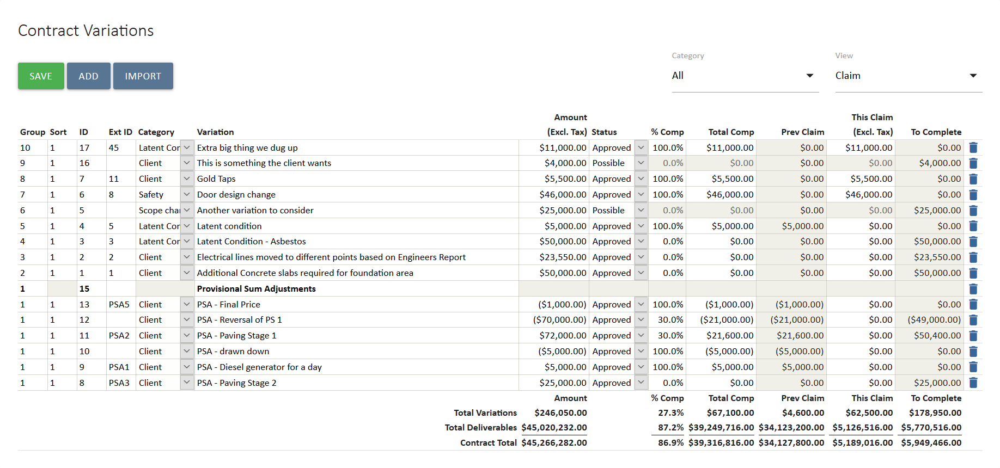 Contract Variations
SAVE ADD IMPORT
Category View
All Claim
Amount This Claim
Group Sort ID Ext ID Category Variation (Excl. Tax) Status % Comp Total Comp Prev Claim (Excl. Tax) To Complete
10 1 17 45 Latent Cor Extra big thing we dug up $11,000.00 Approved 100.0% $11,000.00 $0.00 $11,000.00 $0.00
9 1 16 Client This is something the client wants $4,000.00 Possible 0.0% $0.00 $0.00 $0.00 $4,000.00
8 1 7 11 Client Gold Taps $5,500.00 Approved 100.0% $5,500.00 $0.00 $5,500.00 $0.00
7 1 6 8 Safety Door design change $46,000.00 Approved 100.0% $46,000.00 $0.00 $46,000.00 $0.00
6 1 5 Scope char Another variation to consider $25,000.00 Possible 0.0% $0.00 $0.00 $0.00 $25,000.00
5 1 4 5 Latent Cor Latent condition $5,000.00 Approved 100.0% $5,000.00 $5,000.00 $0.00 $0.00
4 1 3 3 Latent Cor Latent Condition - Asbestos $50,000.00 Approved 0.0% $0.00 $0.00 $0.00 $50,000.00
3 1 2 2 Client Electrical lines moved to different points based on Engineers Report $23,550.00 Approved 0.0% $0.00 $0.00 $0.00 $23,550.00
2 1 1 1 Client Additional Concrete slabs required for foundation area $50,000.00 Approved 0.0% $0.00 $0.00 $0.00 $50,000.00
1 15 Provisional Sum Adjustments
1 1 13 PSA5 Client PSA - Final Price ($1,000.00) Approved 100.0% ($1,000.00) ($1,000.00) $0.00 $0.00
1 1 12 Client PSA - Reversal of PS 1 ($70,000.00) Approved 30.0% ($21,000.00) ($21,000.00) $0.00 ($49,000.00)
1 1 11 PSA2 Client PSA - Paving Stage 1 $72,000.00 Approved 30.0% $21,600.00 $21,600.00 $0.00 $50,400.00
1 1 10 Client PSA - drawn down ($5,000.00) Approved 100.0% ($5,000.00) ($5,000.00) $0.00 $0.00
1 1 9 PSA1 Client PSA - Diesel generator for a day $5,000.00 Approved 100.0% $5,000.00 $5,000.00 $0.00 $0.00
1 1 8 PSA3 Client PSA - Paving Stage 2 $25,000.00 Approved 0.0% $0.00 $0.00 $0.00 $25,000.00
Amount % Comp Total Comp Prev Claim This Claim To Complete
Total Variations $246,050.00 27.3% $67,100.00 $4,600.00 $62,500.00 $178,950.00
Total Deliverables $45,020,232.00 87.2% $39,249,716.00 $34,123,200.00 $5,126,516.00 $5,770,516.00
Contract Total $45,266,282.00 86.9% $39,316,816.00 $34,127,800.00 $5,189,016.00 $5,949,466.00